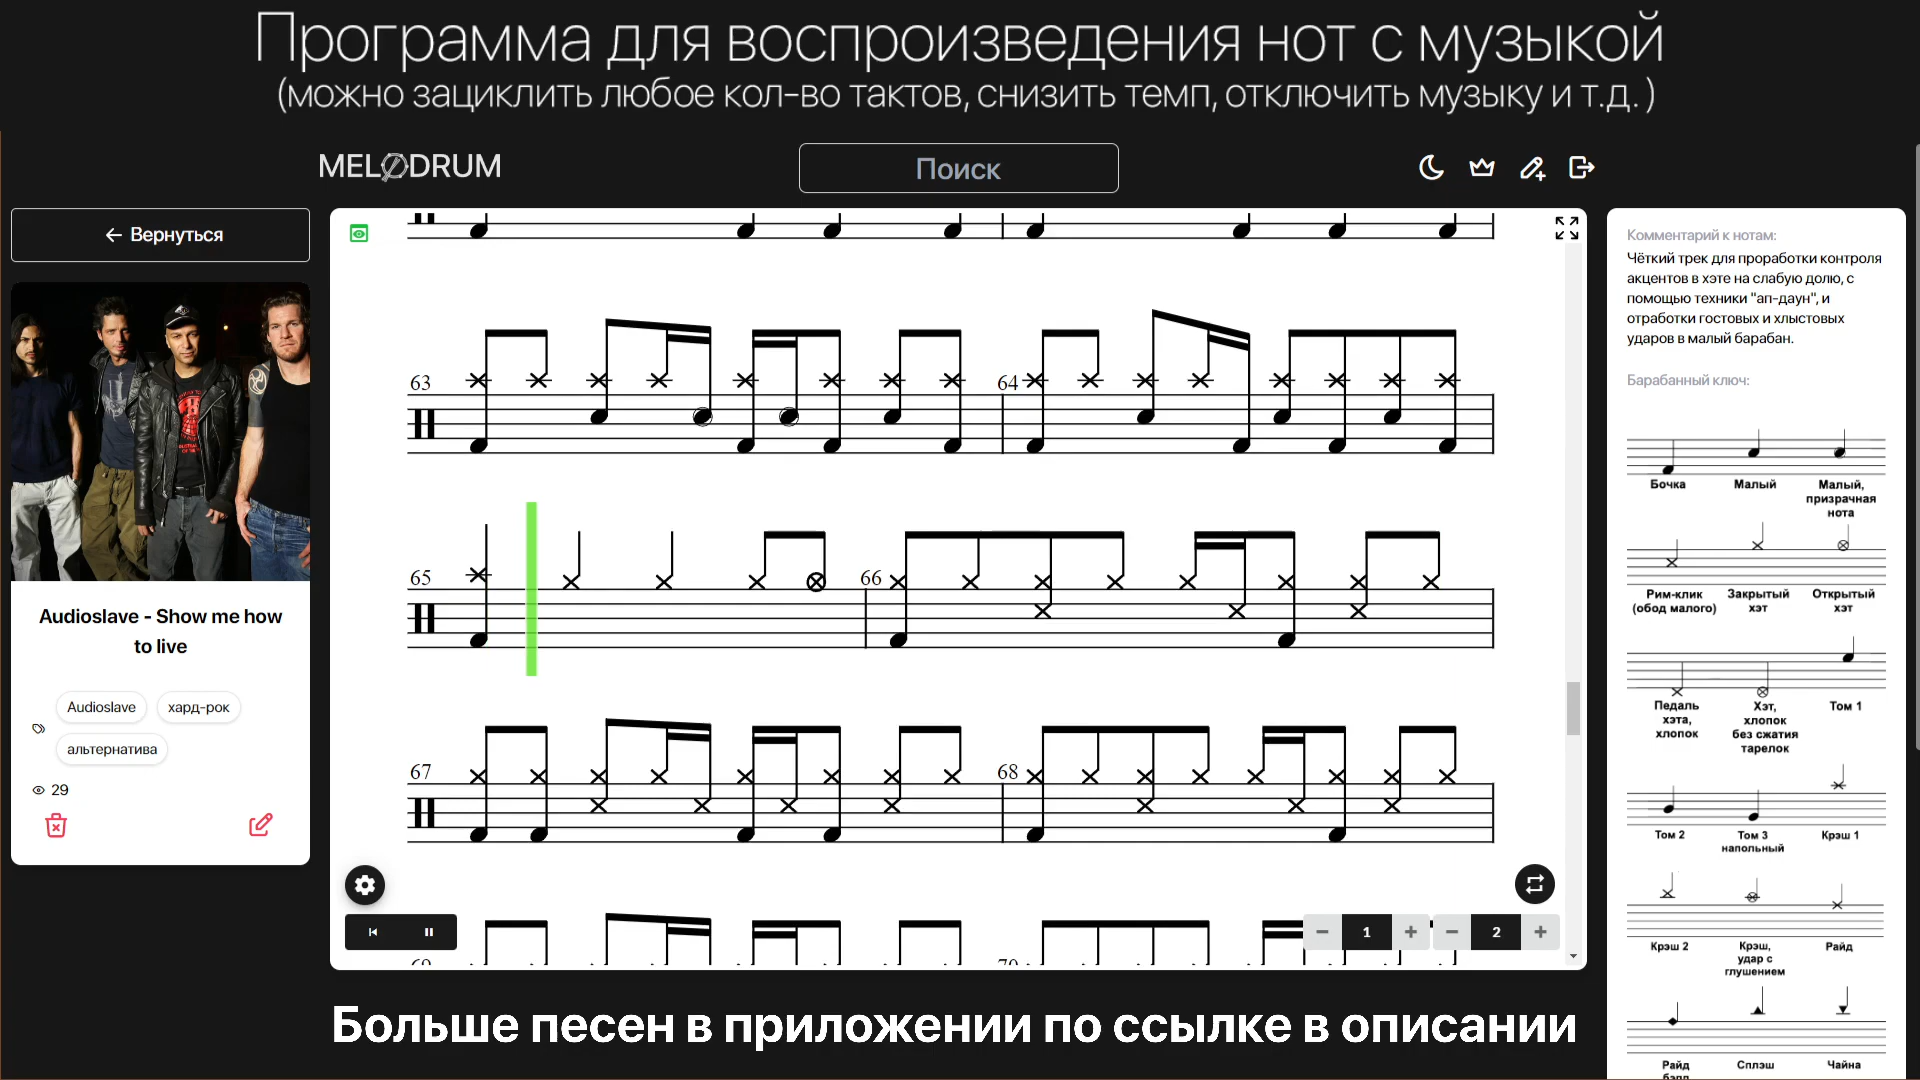 Программа для воспроизведения нот с музыкой
(можно зациклить любое кол-во тактов, снизить темп, отключить музыку и т.д. )
MELØDRUM
Поиск
Вернуться
Audioslave - Show me how
to live
Audioslave
хард-рок
альтернатива
29
63
64
65
66
67
68
69
70
1
2
Комментарий к нотам:
Чёткий трек для проработки контроля
акцентов в хэте на слабую долю, с
помощью техники "ап-даун", и
отработки гостовых и хлыстовых
ударов в малый барабан.
Барабанный ключ:
Бочка
Малый
Малый,
призрачная
нота
Рим-клик
(обод малого)
Закрытый
хэт
Открытый
хэт
Педаль
хэта,
хлопок
Хэт,
хлопок
без сжатия
тарелок
Том 1
Том 2
Том 3
напольный
Крэш 1
Крэш 2
Крэш,
удар с
глушением
Райд
Райд
бэлл
Сплэш
Чайна
Больше песен в приложении по ссылке в описании